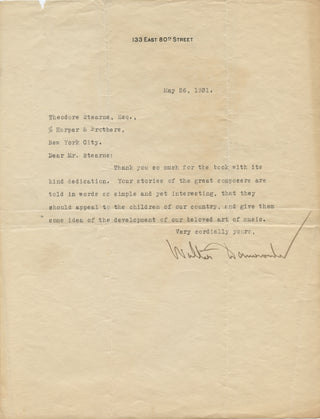 133 EAST 80TH STREET
May 26, 1931.
Theodore Stearns, Esq.,
℅ Harper & Brothers,
New York City.
Dear Mr. Stearns:
Thank you so much for the book with its
kind dedication. Your stories of the great composers are
told in words so simple and yet interesting, that they
should appeal to the children of our country, and give them
some idea of the development of our beloved art of music.
Very cordially yours,
Walter Damrosch